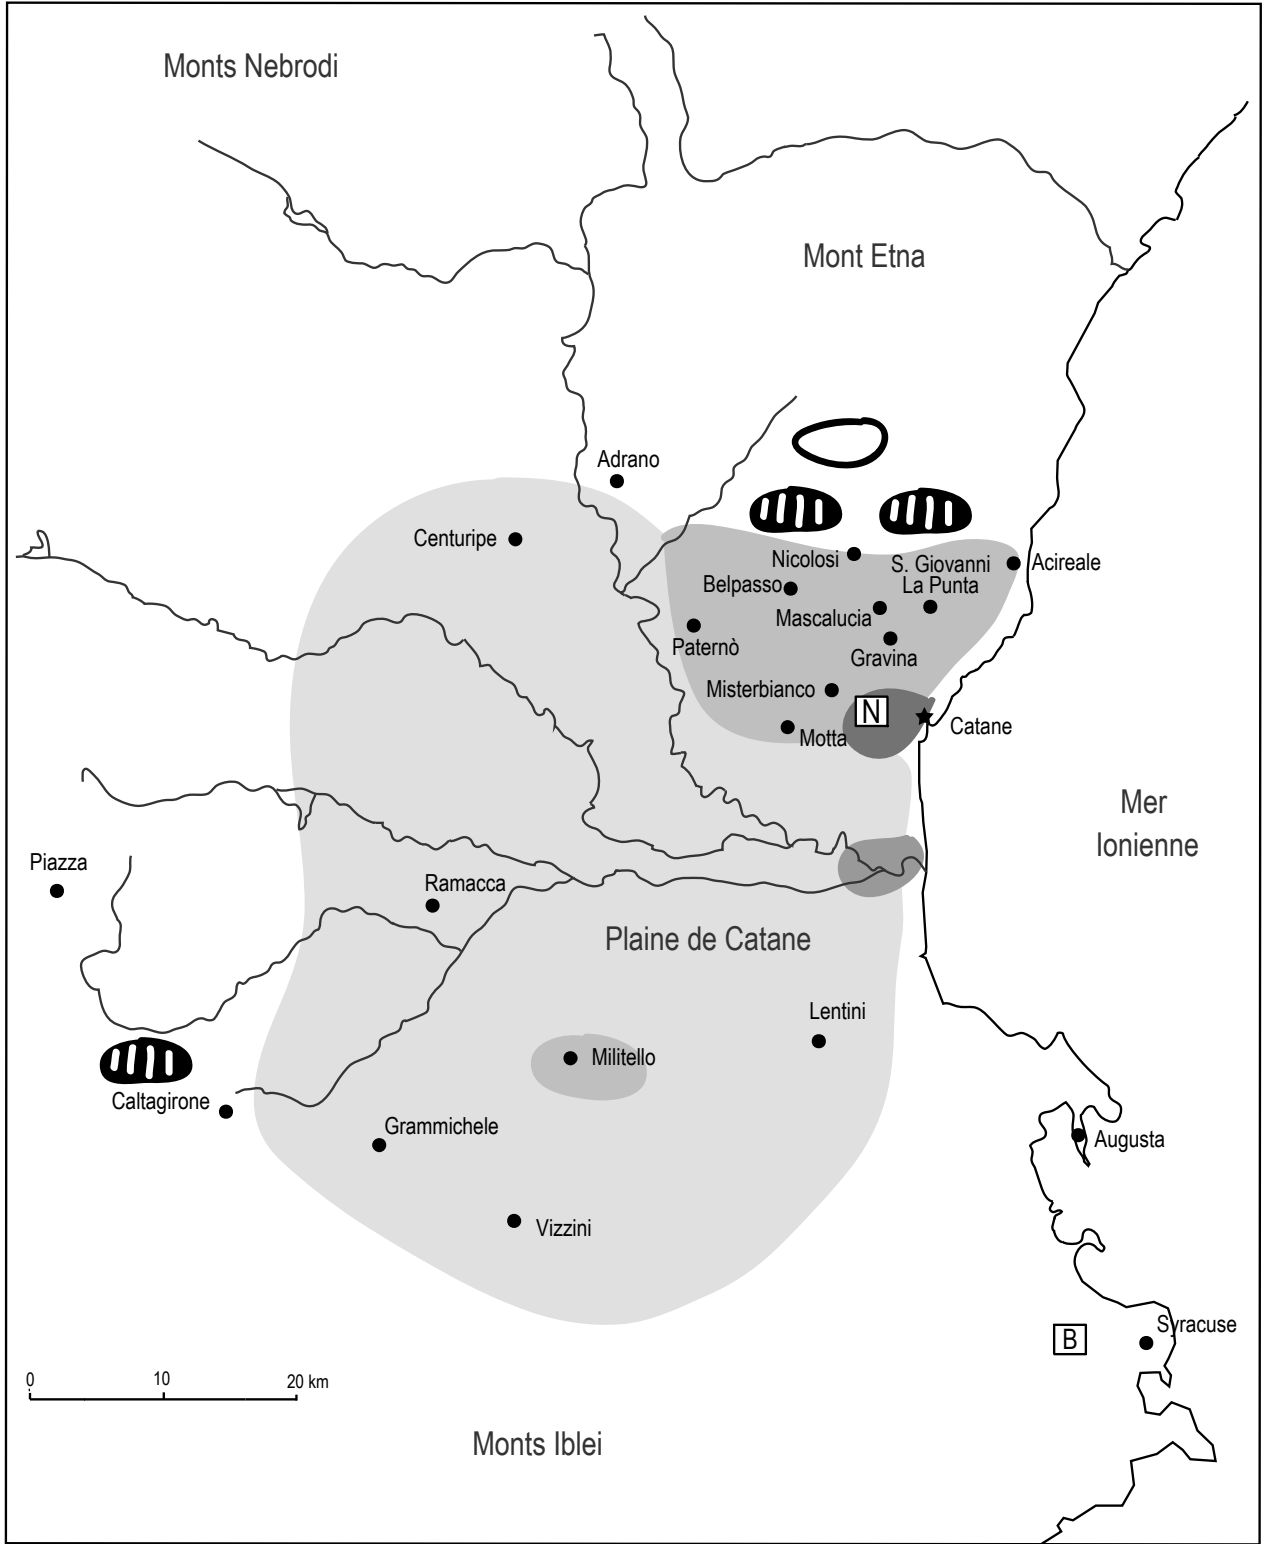 Monts Nebrodi
Mont Etna
Adrano
Centuripe
Nicolosi
S. Giovanni
La Punta
Acireale
Belpasso
Mascalucia
Paternò
Gravina
Misterbianco
N
Catane
Motta
Mer
Ionienne
Piazza
Ramacca
Plaine de Catane
Lentini
Militello
Caltagirone
Grammichele
Augusta
Vizzini
Syracuse
B
0 10 20 km
Monts Iblei